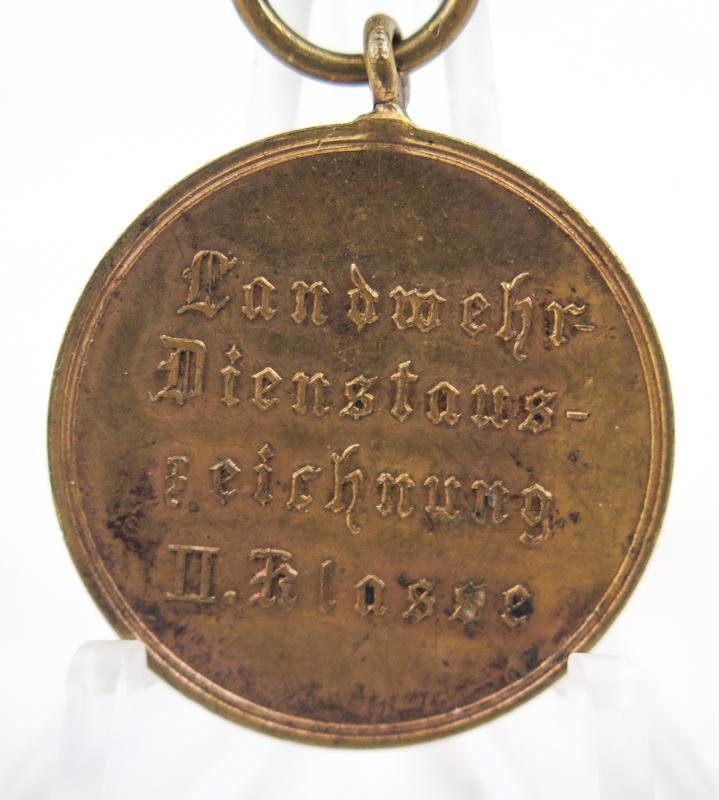 Landwehr-
Dienstaus-
zeichnung
II. Klasse